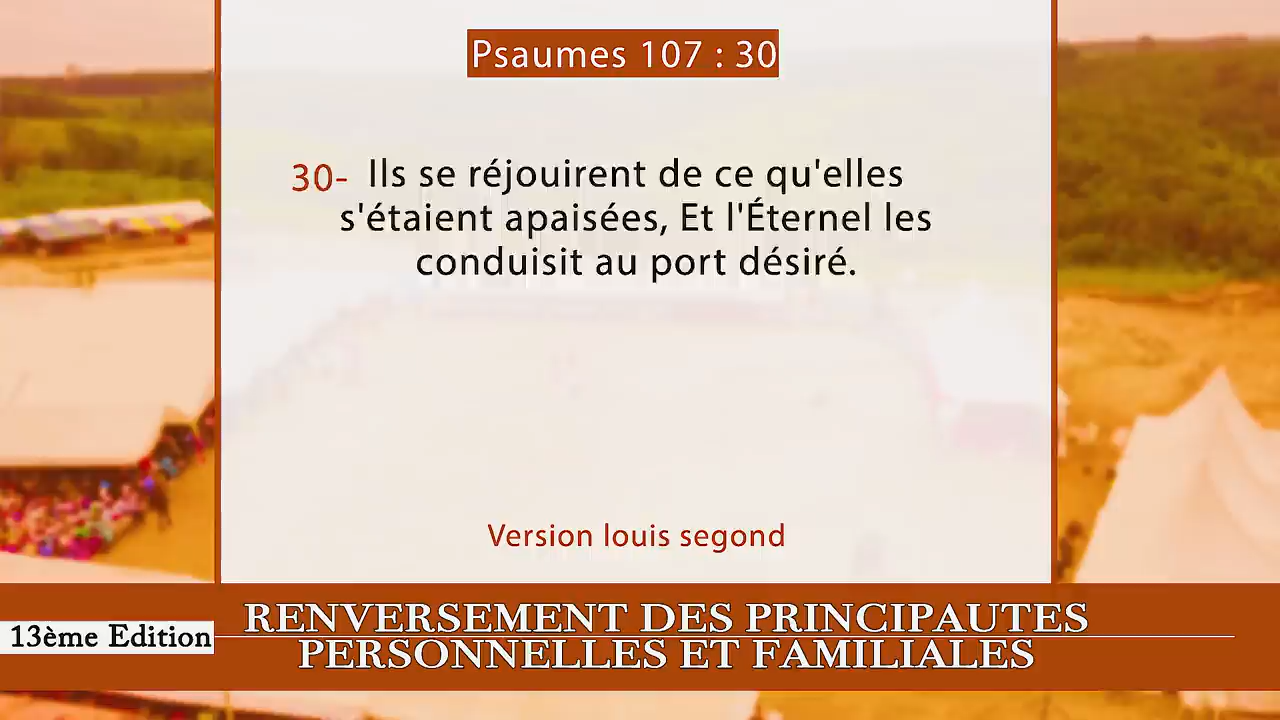 Psaumes 107 : 30
30- Ils se réjouirent de ce qu'elles
s'étaient apaisées, Et l'Éternel les
conduisit au port désiré.
Version louis segond
13ème Edition
RENVERSEMENT DES PRINCIPAUTES
PERSONNELLES ET FAMILIALES